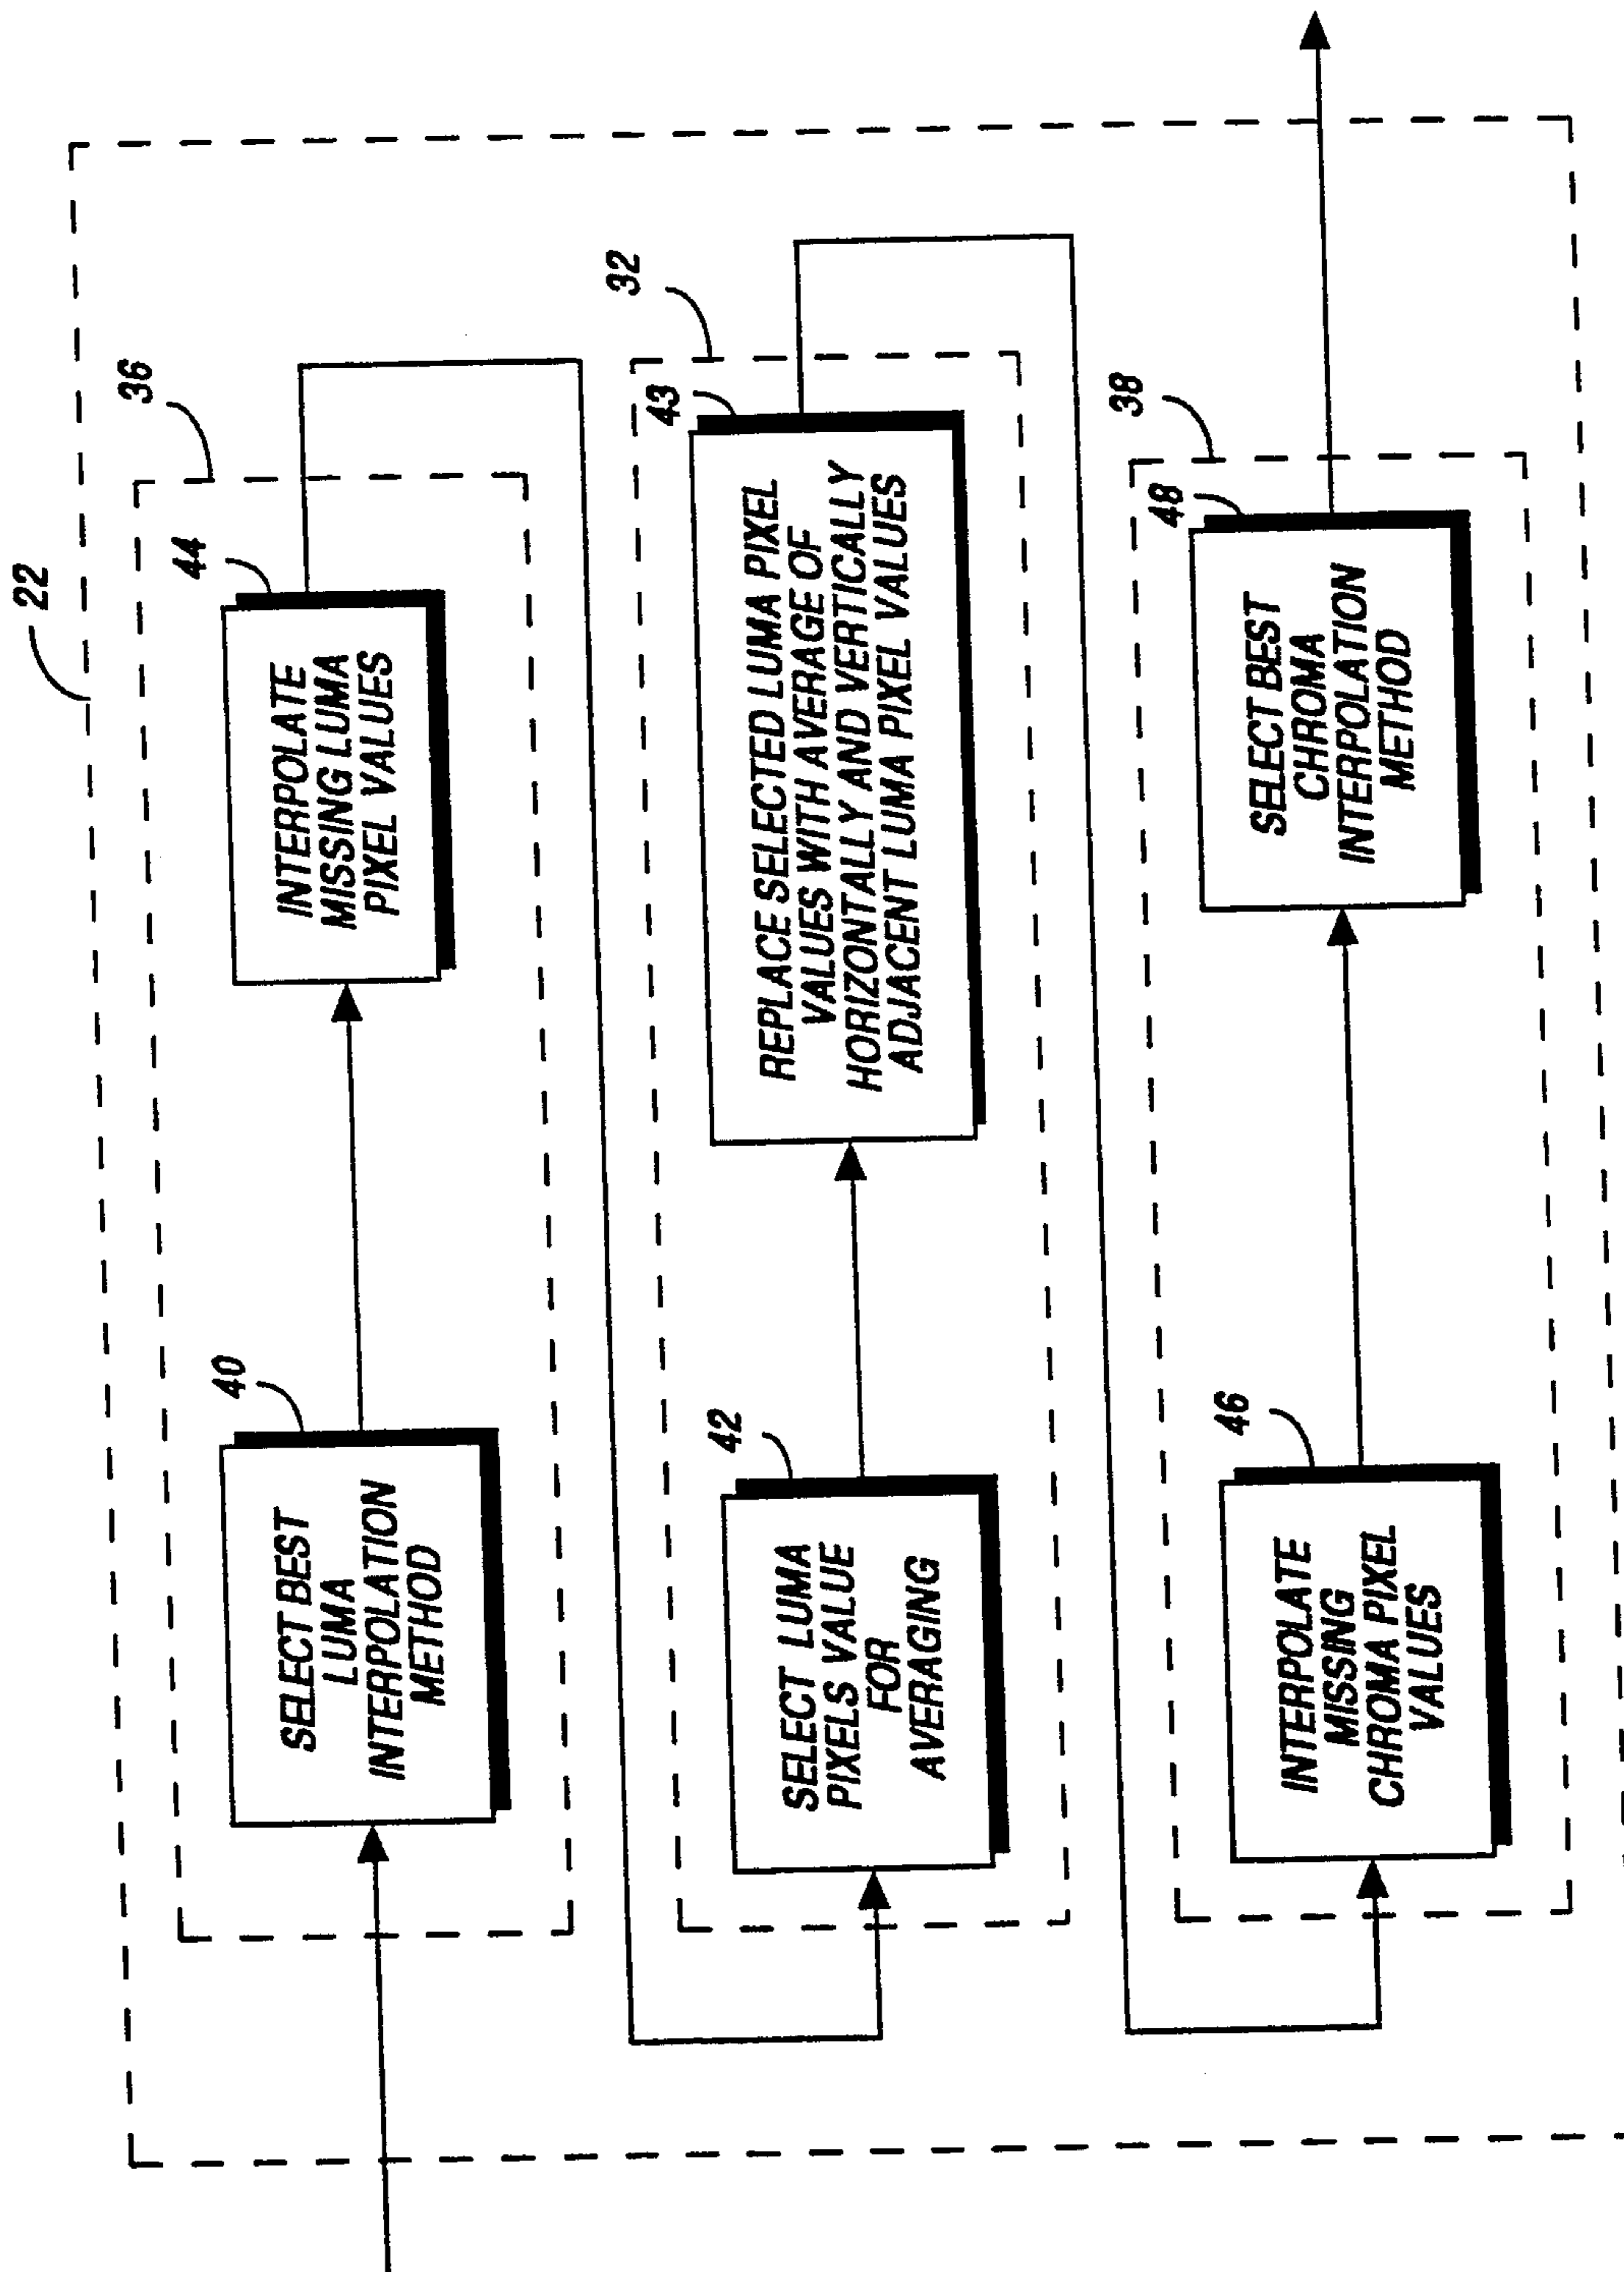 22
36
40
SELECT BEST
LUMA
INTERPOLATION
METHOD
44
INTERPOLATE
MISSING LUMA
PIXEL VALUES
32
42
SELECT LUMA
PIXELS VALUE
FOR
AVERAGING
43
REPLACE SELECTED LUMA PIXEL
VALUES WITH AVERAGE OF
HORIZONTALLY AND VERTICALLY
ADJACENT LUMA PIXEL VALUES
38
46
INTERPOLATE
MISSING
CHROMA PIXEL
VALUES
48
SELECT BEST
CHROMA
INTERPOLATION
METHOD